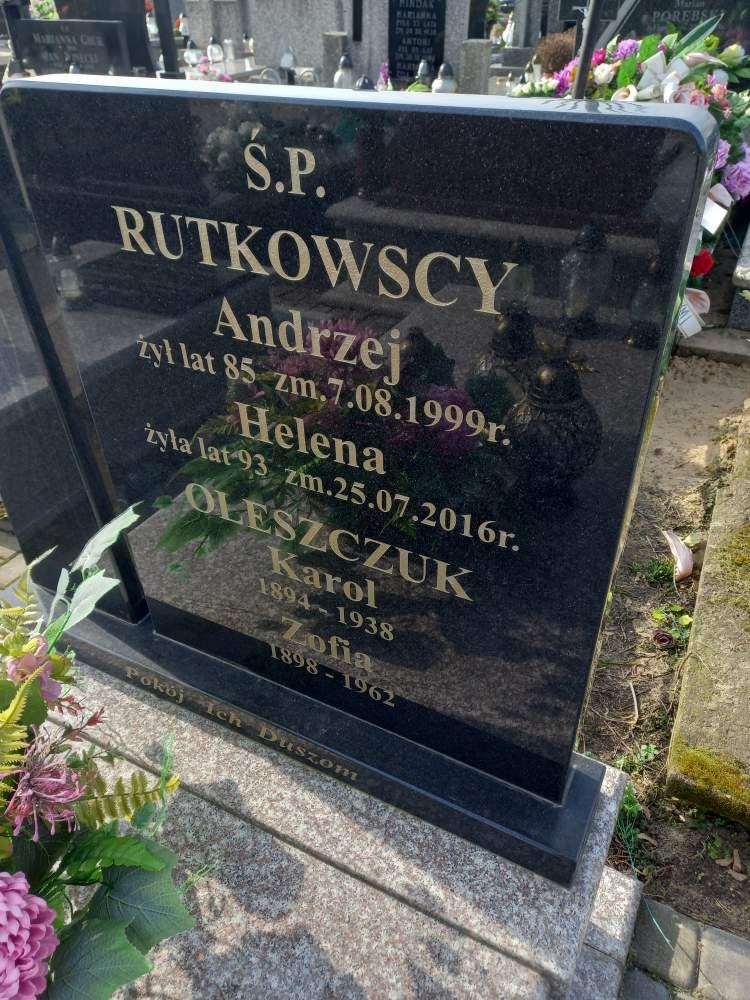 Ś.P.
RUTKOWSCY
Andrzej
żył lat 85 zm.7.08.1999r.
Helena
żyła lat 93 zm.25.07.2016r.
OLESZCZUK
Karol
1894 - 1938
Zofia
1898 - 1962
Pokój Ich Duszom
MARIANNA